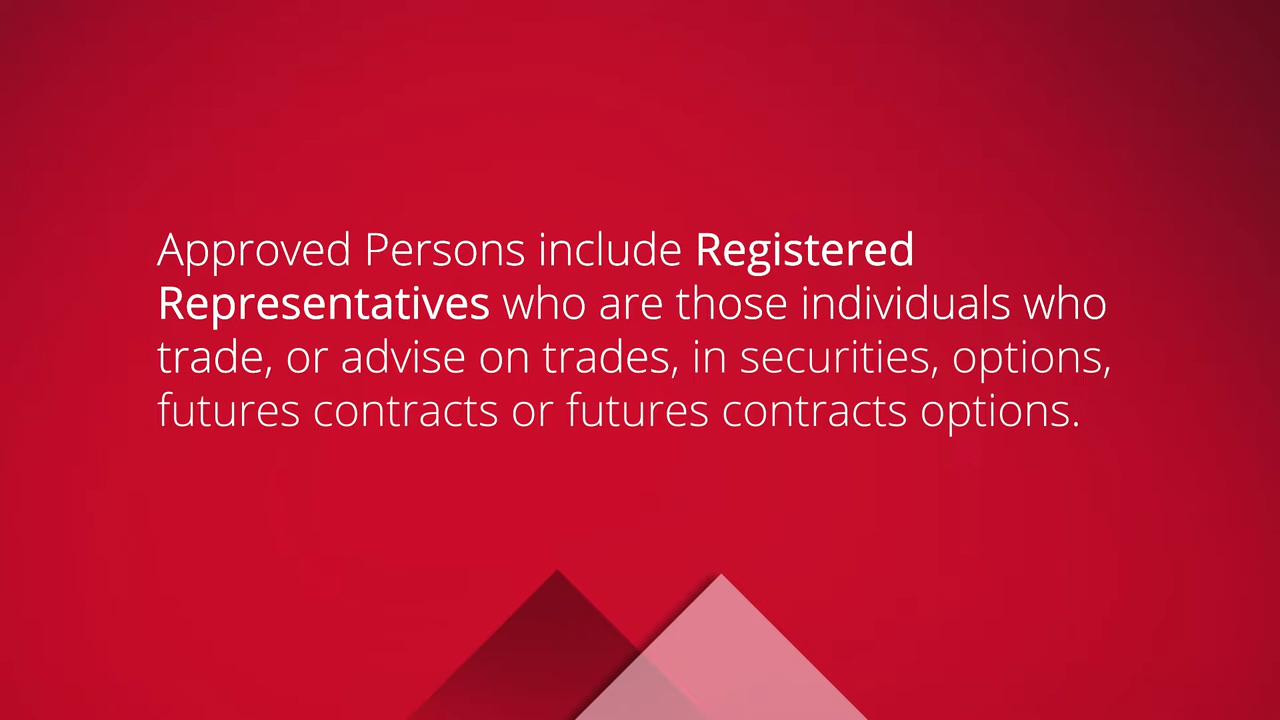 Approved Persons include Registered
Representatives who are those individuals who
trade, or advise on trades, in securities, options,
futures contracts or futures contracts options.